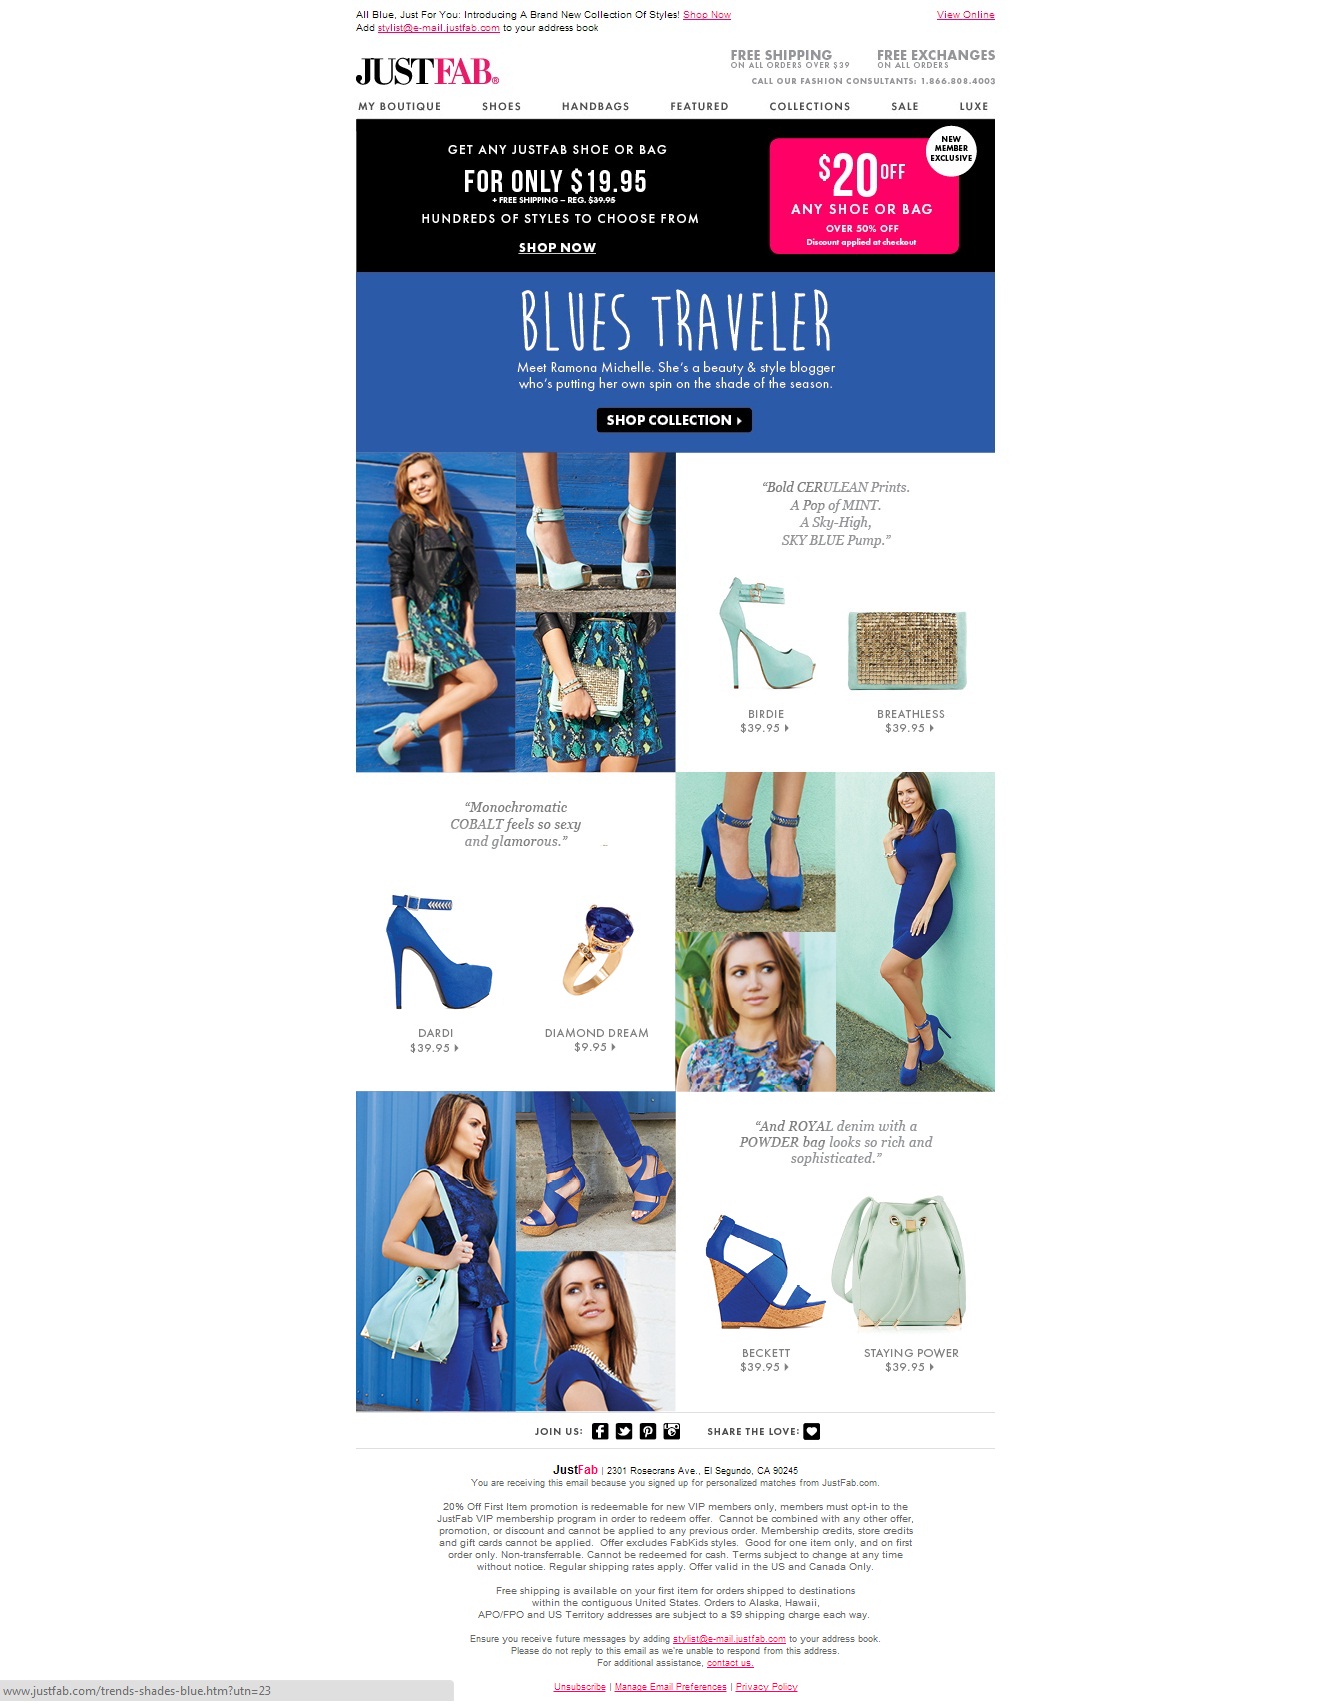 All Blue, Just For You: Introducing A Brand New Collection Of Styles! Shop Now
View Online
Add stylist@e-mail.justfab.com to your address book
JUSTFAB®
FREE SHIPPING
ON ALL ORDERS OVER $39
FREE EXCHANGES
ON ALL ORDERS
CALL OUR FASHION CONSULTANTS: 1.866.808.4003
MY BOUTIQUE SHOES HANDBAGS FEATURED COLLECTIONS SALE LUXE
GET ANY JUSTFAB SHOE OR BAG
FOR ONLY $19.95
+ FREE SHIPPING – REG. $39.95
HUNDREDS OF STYLES TO CHOOSE FROM
SHOP NOW
NEW
MEMBER
EXCLUSIVE
$20 OFF
ANY SHOE OR BAG
OVER 50% OFF
Discount applied at checkout
BLUES TRAVELER
Meet Ramona Michelle. She's a beauty & style blogger
who's putting her own spin on the shade of the season.
SHOP COLLECTION
“Bold CERULEAN Prints.
A Pop of MINT.
A Sky-High,
SKY BLUE Pump.”
BIRDIE
$39.95
BREATHLESS
$39.95
“Monochromatic
COBALT feels so sexy
and glamorous.”
DARDI
$39.95
DIAMOND DREAM
$9.95
“And ROYAL denim with a
POWDER bag looks so rich and
sophisticated.”
BECKETT
$39.95
STAYING POWER
$39.95
JOIN US:
SHARE THE LOVE:
JustFab | 2301 Rosecrans Ave., El Segundo, CA 90245
You are receiving this email because you signed up for personalized matches from JustFab.com.
20% Off First Item promotion is redeemable for new VIP members only, members must opt-in to the
JustFab VIP membership program in order to redeem offer. Cannot be combined with any other offer,
promotion, or discount and cannot be applied to any previous order. Membership credits, store credits
and gift cards cannot be applied. Offer excludes FabKids styles. Good for one item only, and on first
order only. Non-transferrable. Cannot be redeemed for cash. Terms subject to change at any time
without notice. Regular shipping rates apply. Offer valid in the US and Canada Only.
Free shipping is available on your first item for orders shipped to destinations
within the contiguous United States. Orders to Alaska, Hawaii,
APO/FPO and US Territory addresses are subject to a $9 shipping charge each way.
Ensure you receive future messages by adding stylist@e-mail.justfab.com to your address book.
Please do not reply to this email as we're unable to respond from this address.
For additional assistance, contact us.
Unsubscribe | Manage Email Preferences | Privacy Policy
www.justfab.com/trends-shades-blue.htm?utn=23